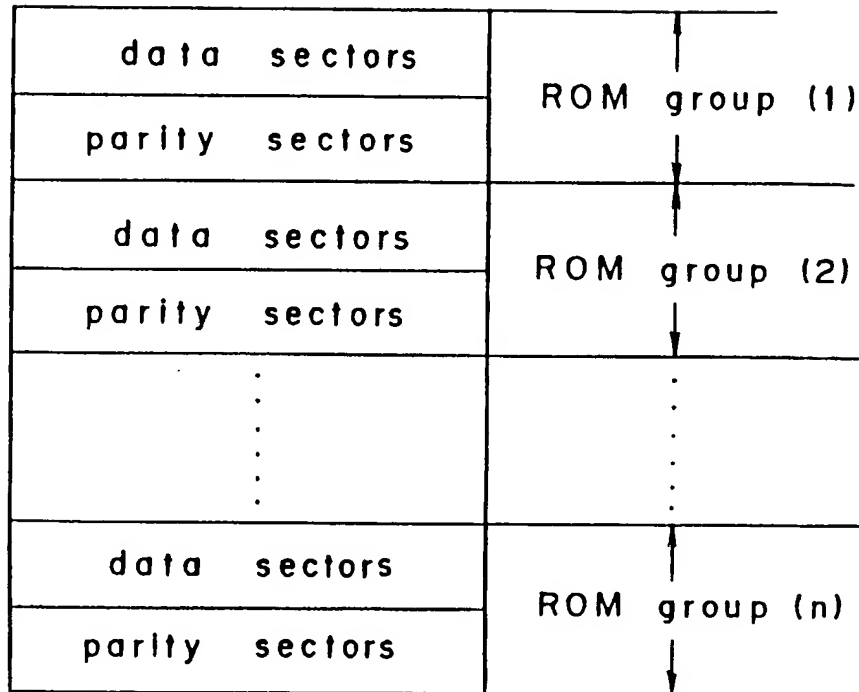 data sectors
ROM group (1)
parity sectors
data sectors
ROM group (2)
parity sectors
data sectors
ROM group (n)
parity sectors